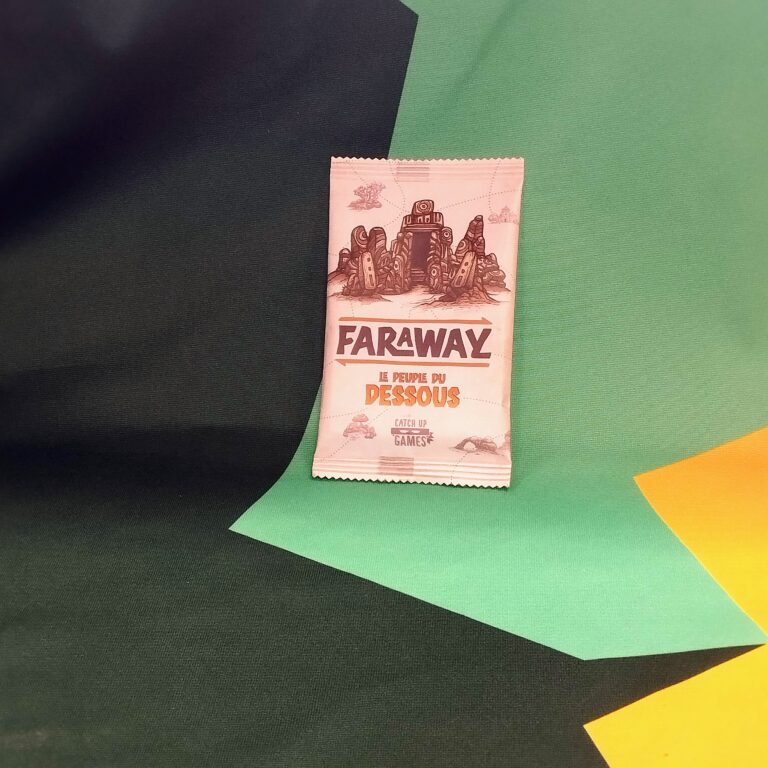 FARAWAY
LE PEUPLE DU
DESSOUS
CATCH UP
GAMES